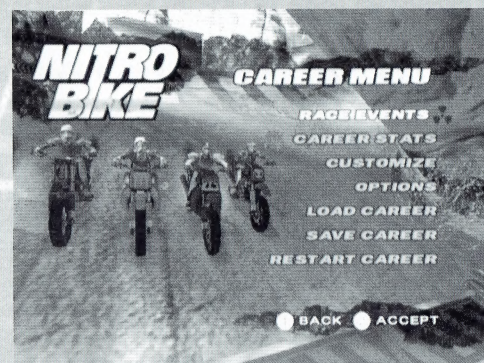 NITRO
BIKE
CAREER MENU
RACE EVENTS
CAREER STATS
CUSTOMIZE
OPTIONS
LOAD CAREER
SAVE CAREER
RESTART CAREER
BACK ACCEPT